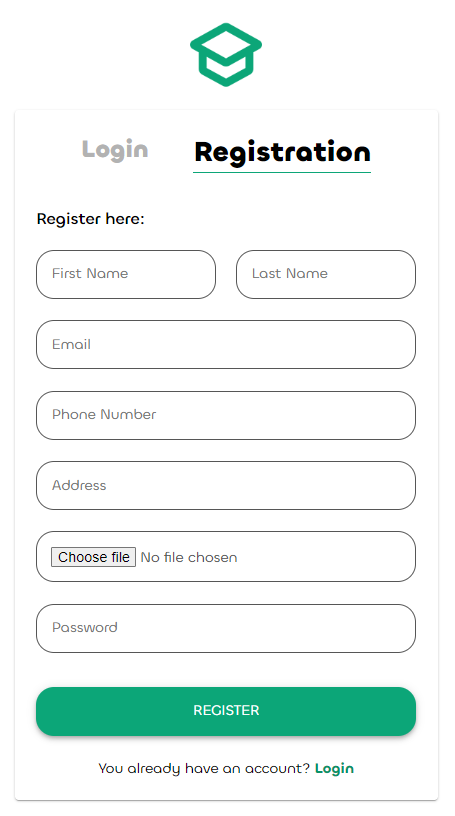 Login Registration
Register here:
First Name Last Name
Email
Phone Number
Address
Choose file No file chosen
Password
REGISTER
You already have an account? Login